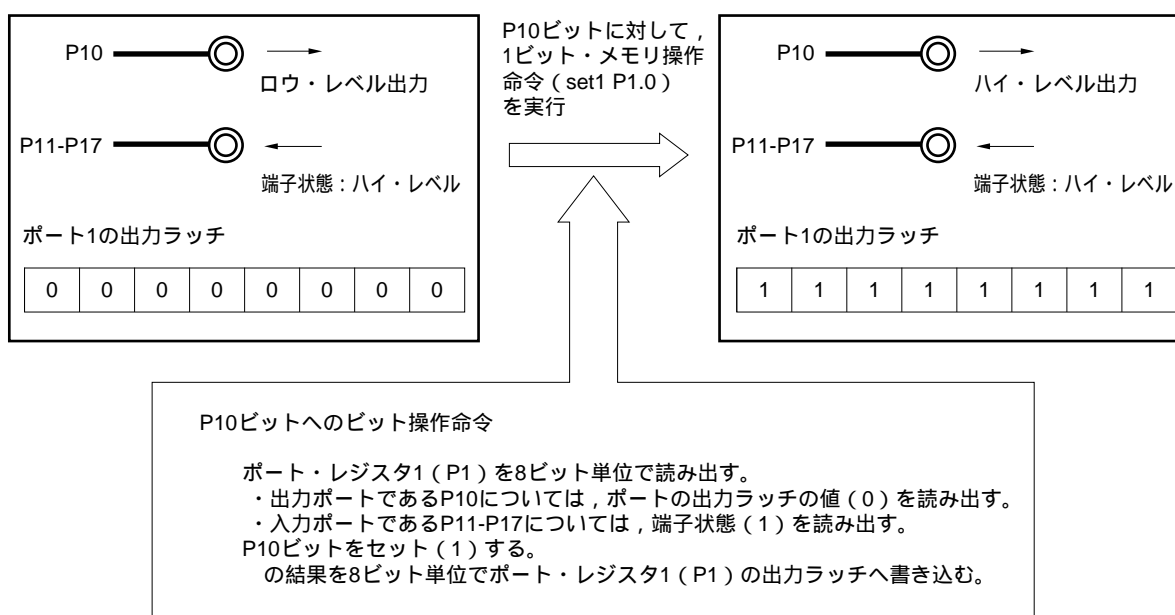 P10
ロウ・レベル出力
P11-P17
端子状態：ハイ・レベル
ポート1の出力ラッチ
0 0 0 0 0 0 0 0
P10ビットに対して，
1ビット・メモリ操作
命令（set1 P1.0）
を実行
P10
ハイ・レベル出力
P11-P17
端子状態：ハイ・レベル
ポート1の出力ラッチ
1 1 1 1 1 1 1 1
P10ビットへのビット操作命令
ポート・レジスタ1（P1）を8ビット単位で読み出す。
・出力ポートであるP10については，ポートの出力ラッチの値（0）を読み出す。
・入力ポートであるP11-P17については，端子状態（1）を読み出す。
P10ビットをセット（1）する。
の結果を8ビット単位でポート・レジスタ1（P1）の出力ラッチへ書き込む。